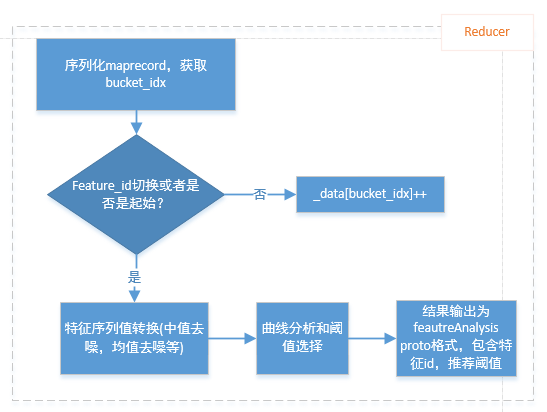 Reducer
序列化maprecord，获取
bucket_idx
Feature_id切换或者是
否是起始？
否
_data[bucket_idx]++
是
特征序列值转换(中值去
噪，均值去噪等)
曲线分析和阈
值选择
结果输出为
feautreAnalysis
proto格式，包含特
征id，推荐阈值